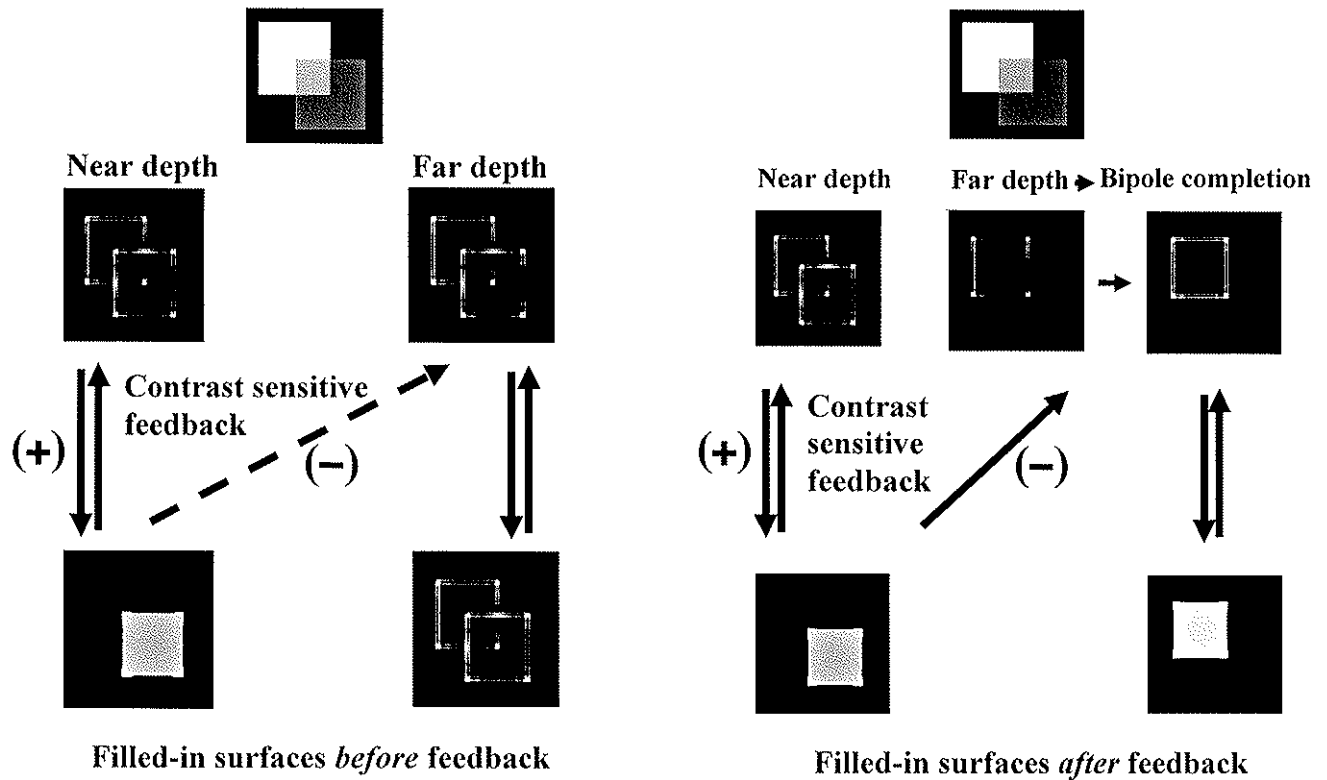 Near depth
Far depth
Contrast sensitive
feedback
(+)
(−)
Filled-in surfaces before feedback
Near depth
Far depth
Bipole completion
Contrast
sensitive
feedback
(+)
(−)
Filled-in surfaces after feedback